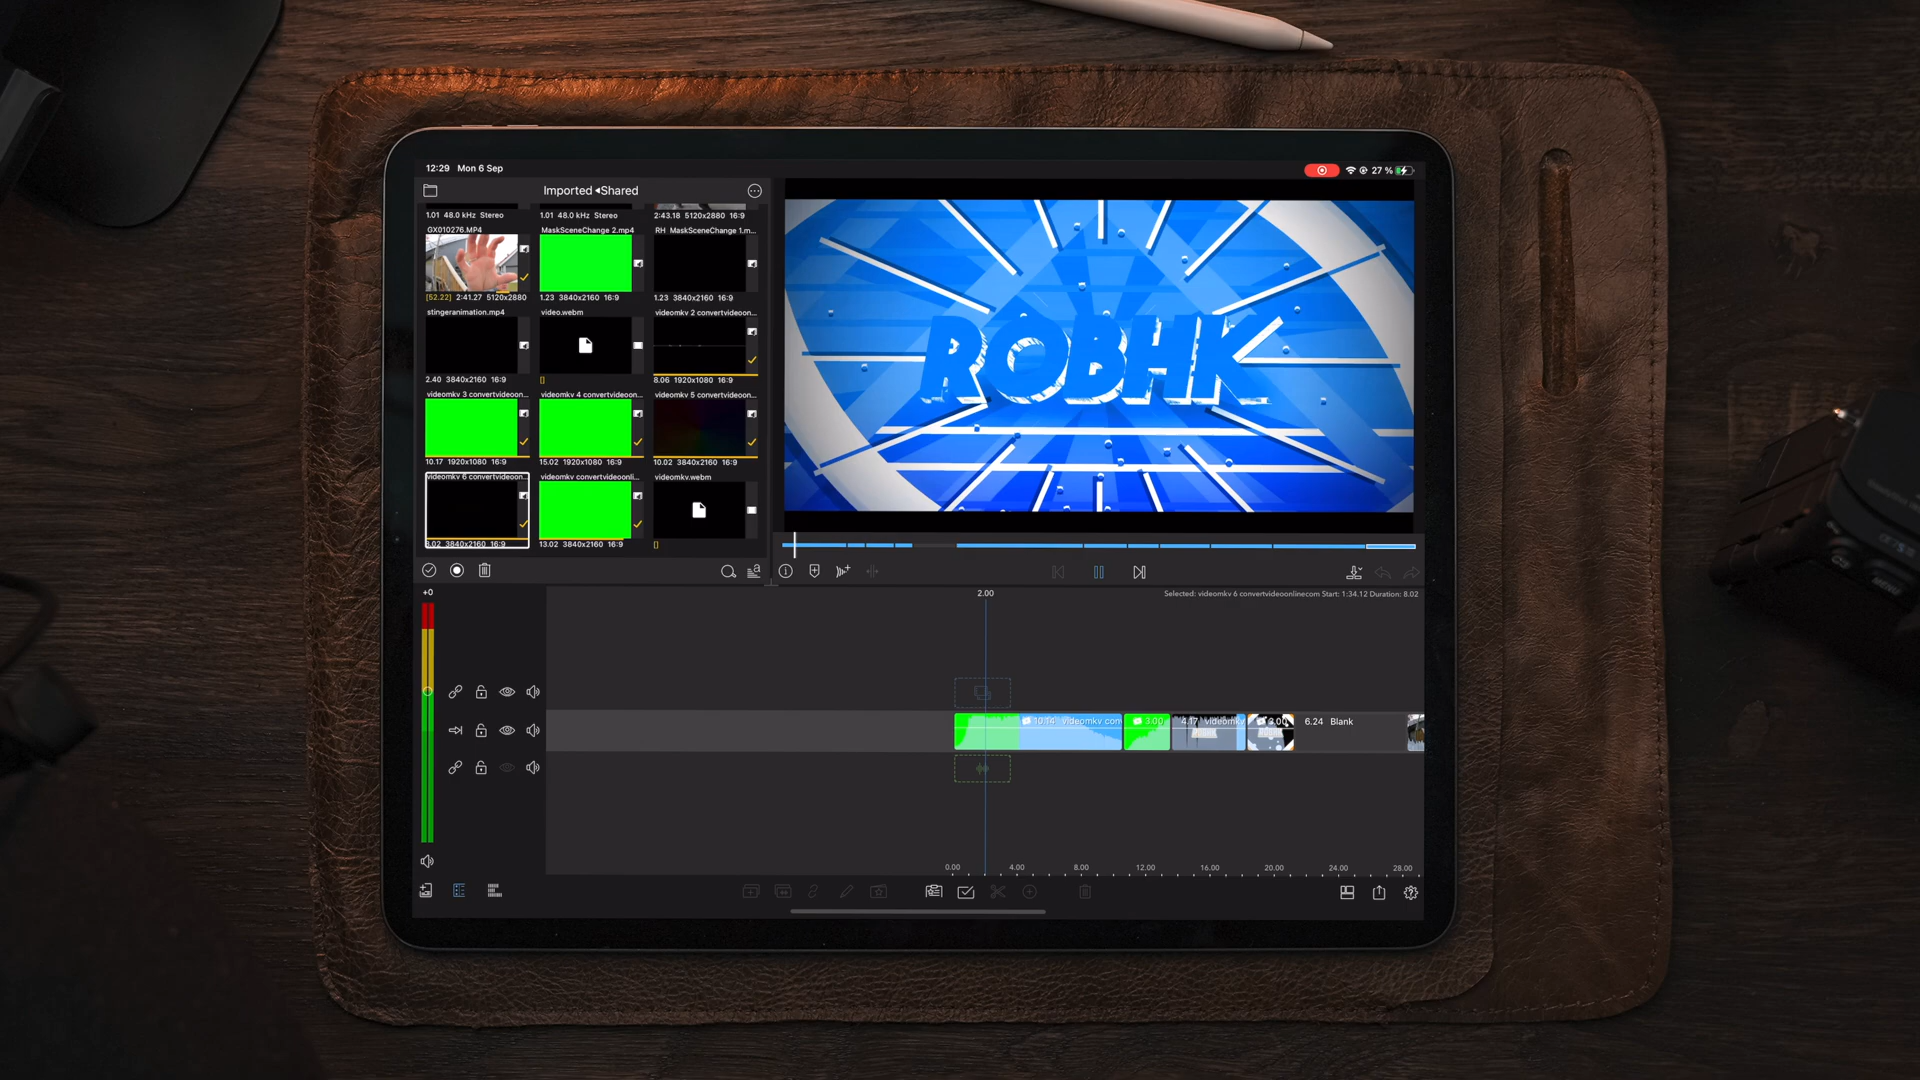 12:29 Mon 6 Sep
27 %
Imported ◂Shared
1.01 48.0 kHz Stereo
1.01 48.0 kHz Stereo
2:43.18 5120x2880 16:9
GX010276.MP4
MaskSceneChange 2.mp4
RH_MaskSceneChange 1.m...
[52.22] 2:41.27 5120x2880
1.23 3840x2160 16:9
1.23 3840x2160 16:9
stingeranimation.mp4
video.webm
videomkv 2 convertvideoon...
2.40 3840x2160 16:9
[]
8.06 1920x1080 16:9
videomkv 3 convertvideoon...
videomkv 4 convertvideoon...
videomkv 5 convertvideoon...
10.17 1920x1080 16:9
15.02 1920x1080 16:9
10.02 3840x2160 16:9
videomkv 6 convertvideoon...
videomkv convertvideoonli...
videomkv.webm
8.02 3840x2160 16:9
13.02 3840x2160 16:9
[]
ROBHK
+0
2.00
Selected: videomkv 6 convertvideoonlinecom Start: 1:34.12 Duration: 8.02
10.14 videomkv con
3.00
4.17 videomkv
3.00
6.24 Blank
0.00 4.00 8.00 12.00 16.00 20.00 24.00 28.00
MENU